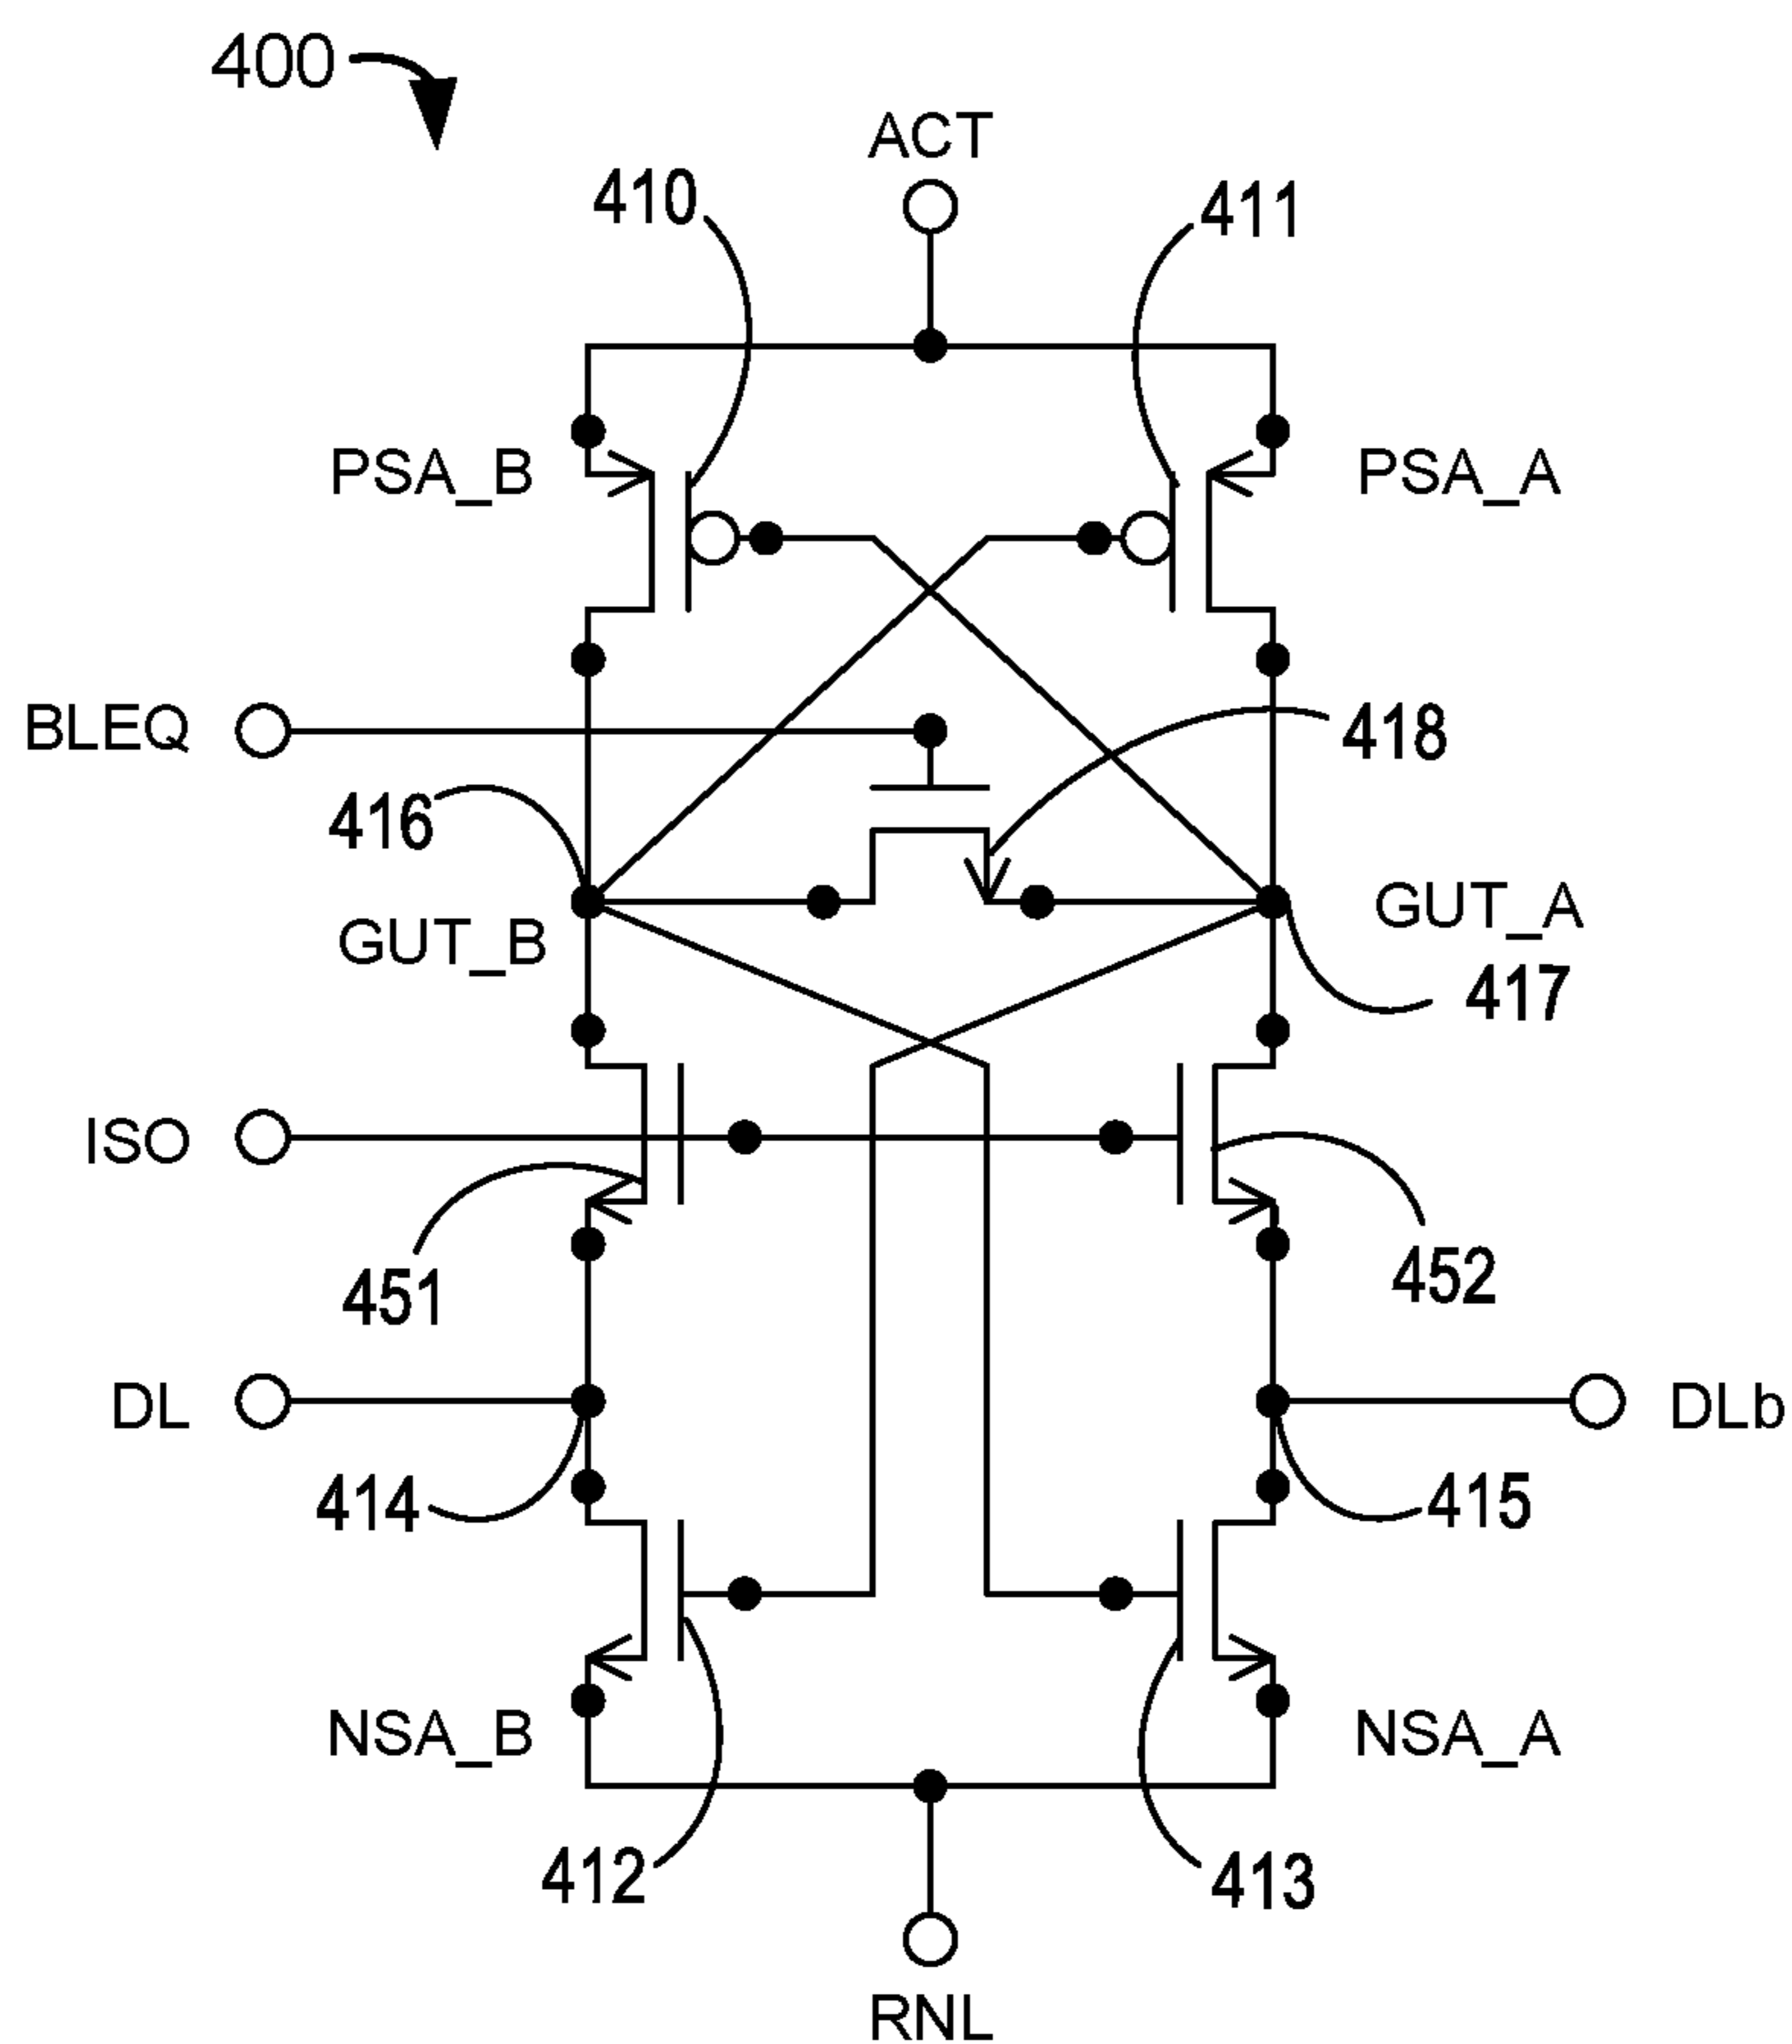 400
ACT
410
411
PSA_B
PSA_A
BLEQ
418
416
GUT_B
GUT_A
417
ISO
451
452
DL
DLb
414
415
NSA_B
NSA_A
412
413
RNL